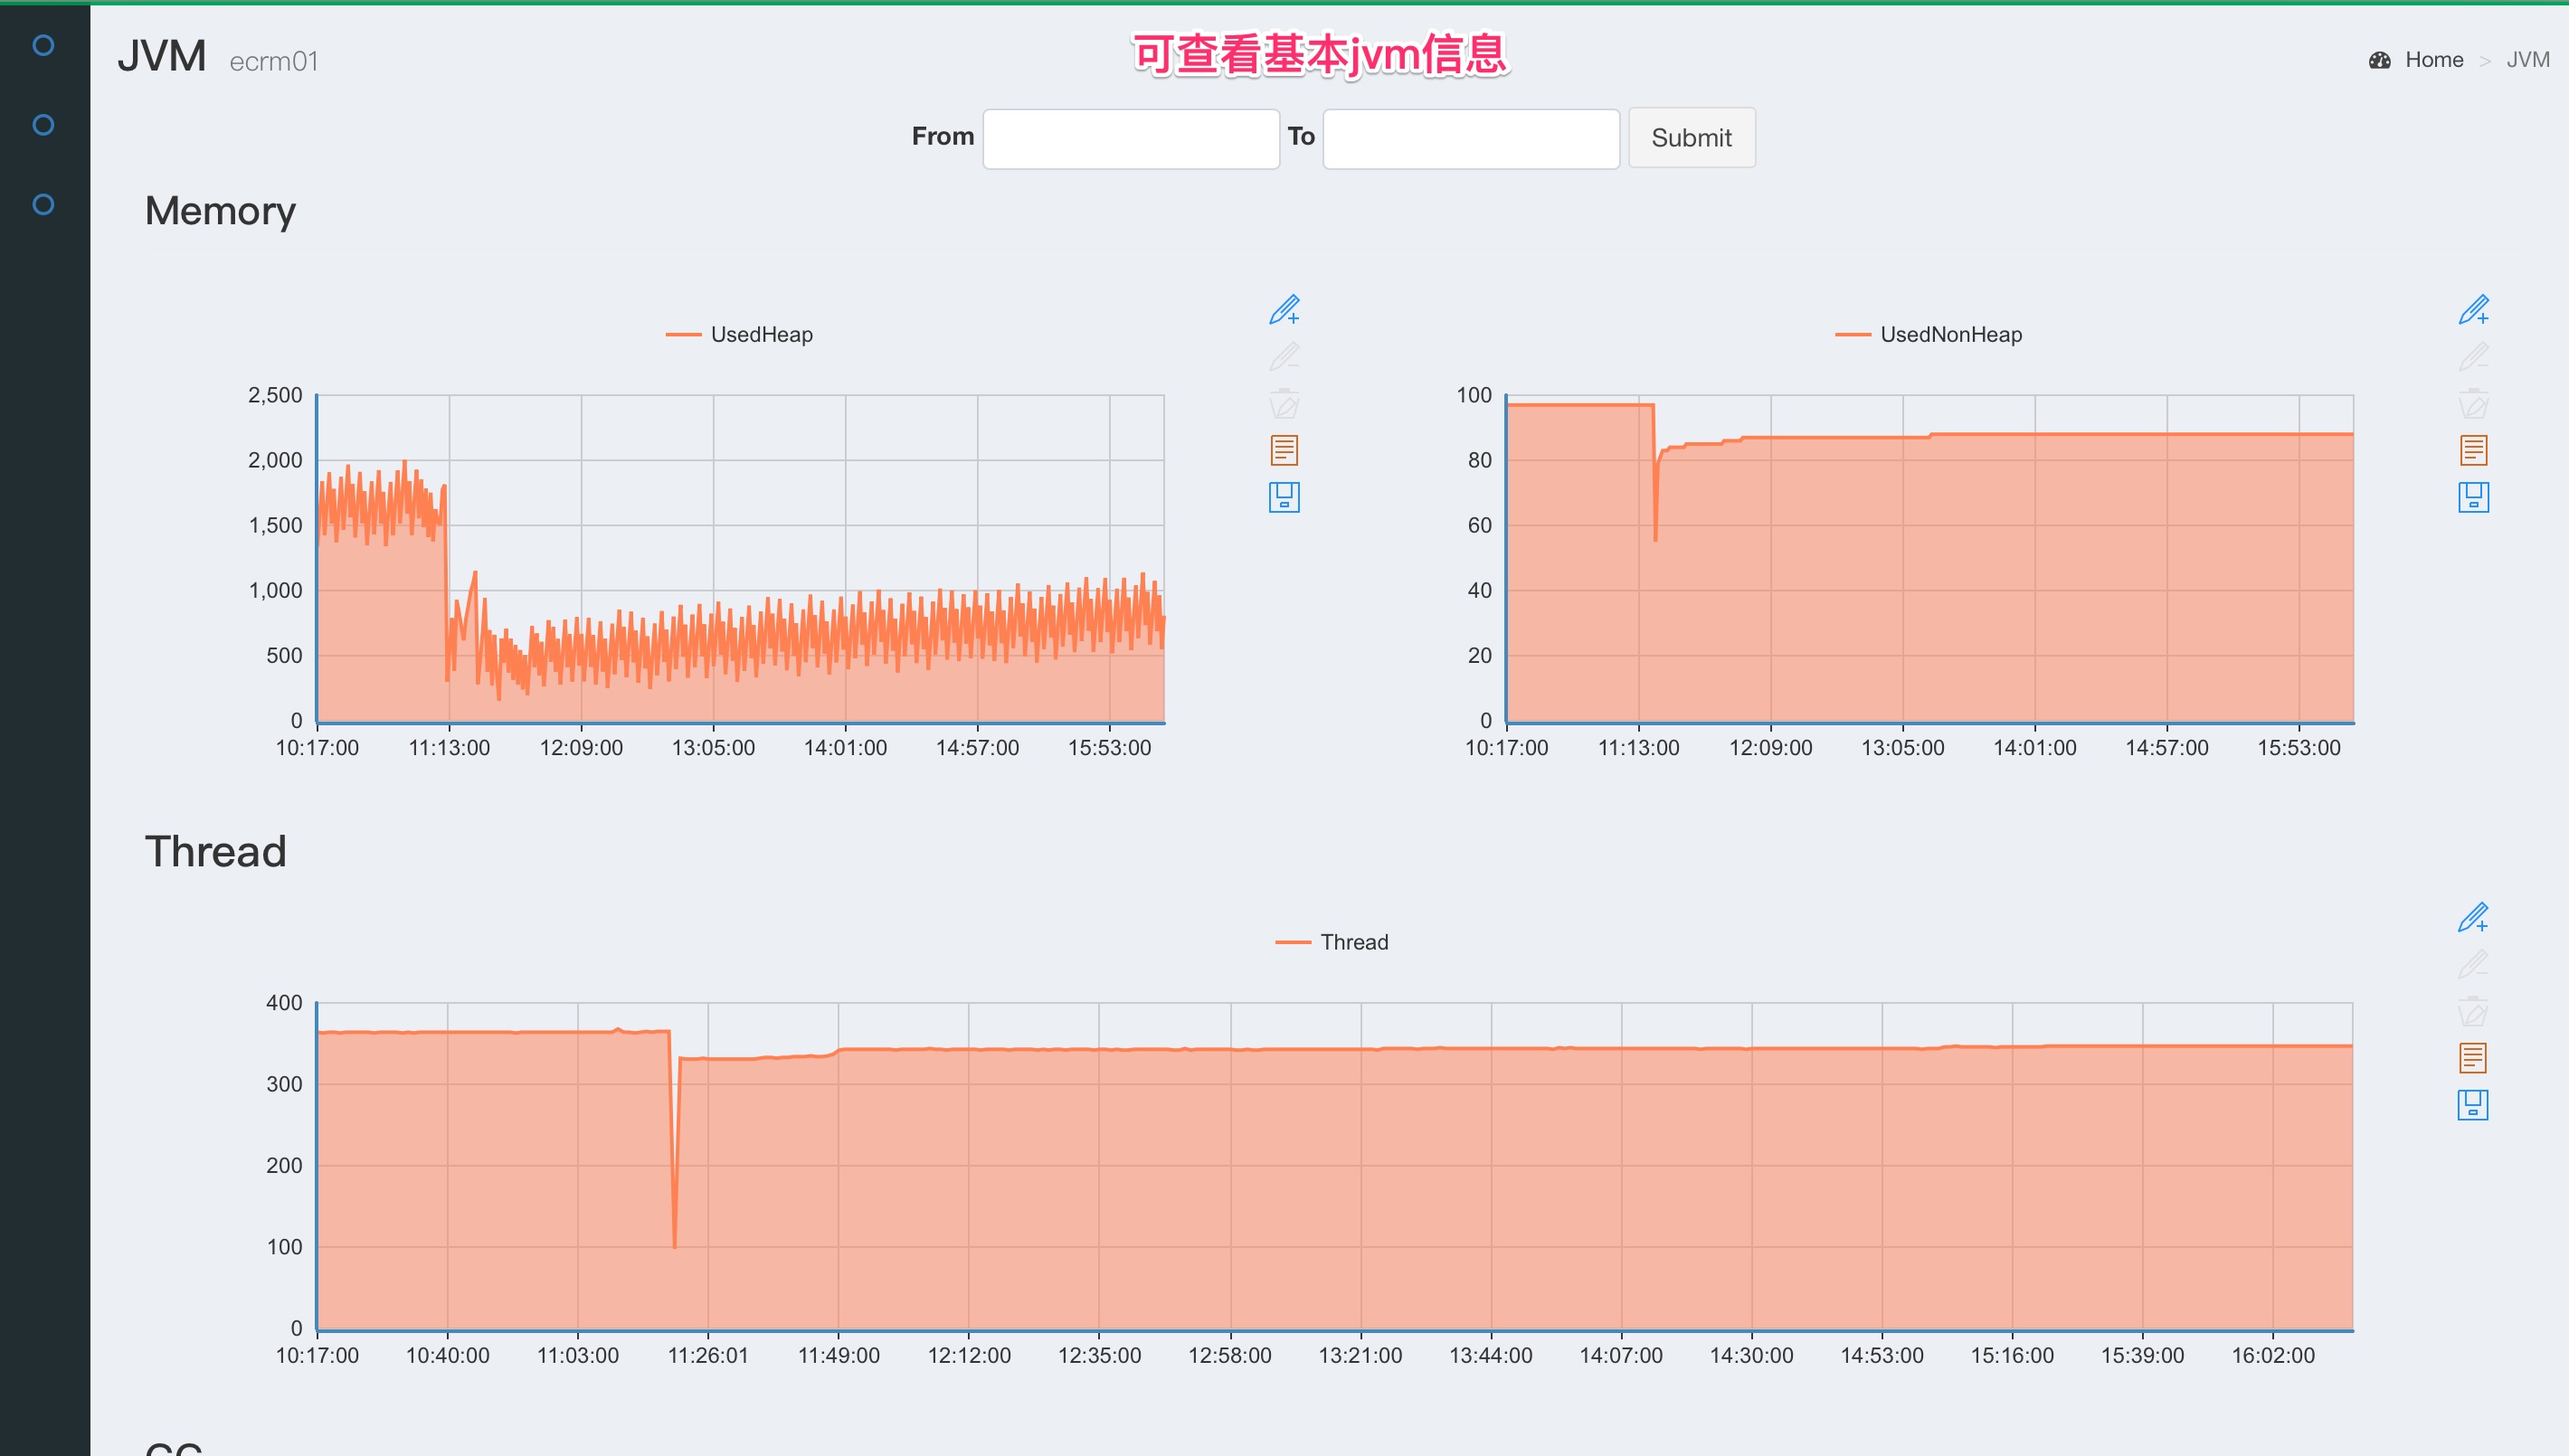 JVM ecrm01
可查看基本jvm信息
Home > JVM
From To Submit
Memory
UsedHeap
2,500
2,000
1,500
1,000
500
0
10:17:00 11:13:00 12:09:00 13:05:00 14:01:00 14:57:00 15:53:00
UsedNonHeap
100
80
60
40
20
0
10:17:00 11:13:00 12:09:00 13:05:00 14:01:00 14:57:00 15:53:00
Thread
Thread
400
300
200
100
0
10:17:00 10:40:00 11:03:00 11:26:01 11:49:00 12:12:00 12:35:00 12:58:00 13:21:00 13:44:00 14:07:00 14:30:00 14:53:00 15:16:00 15:39:00 16:02:00